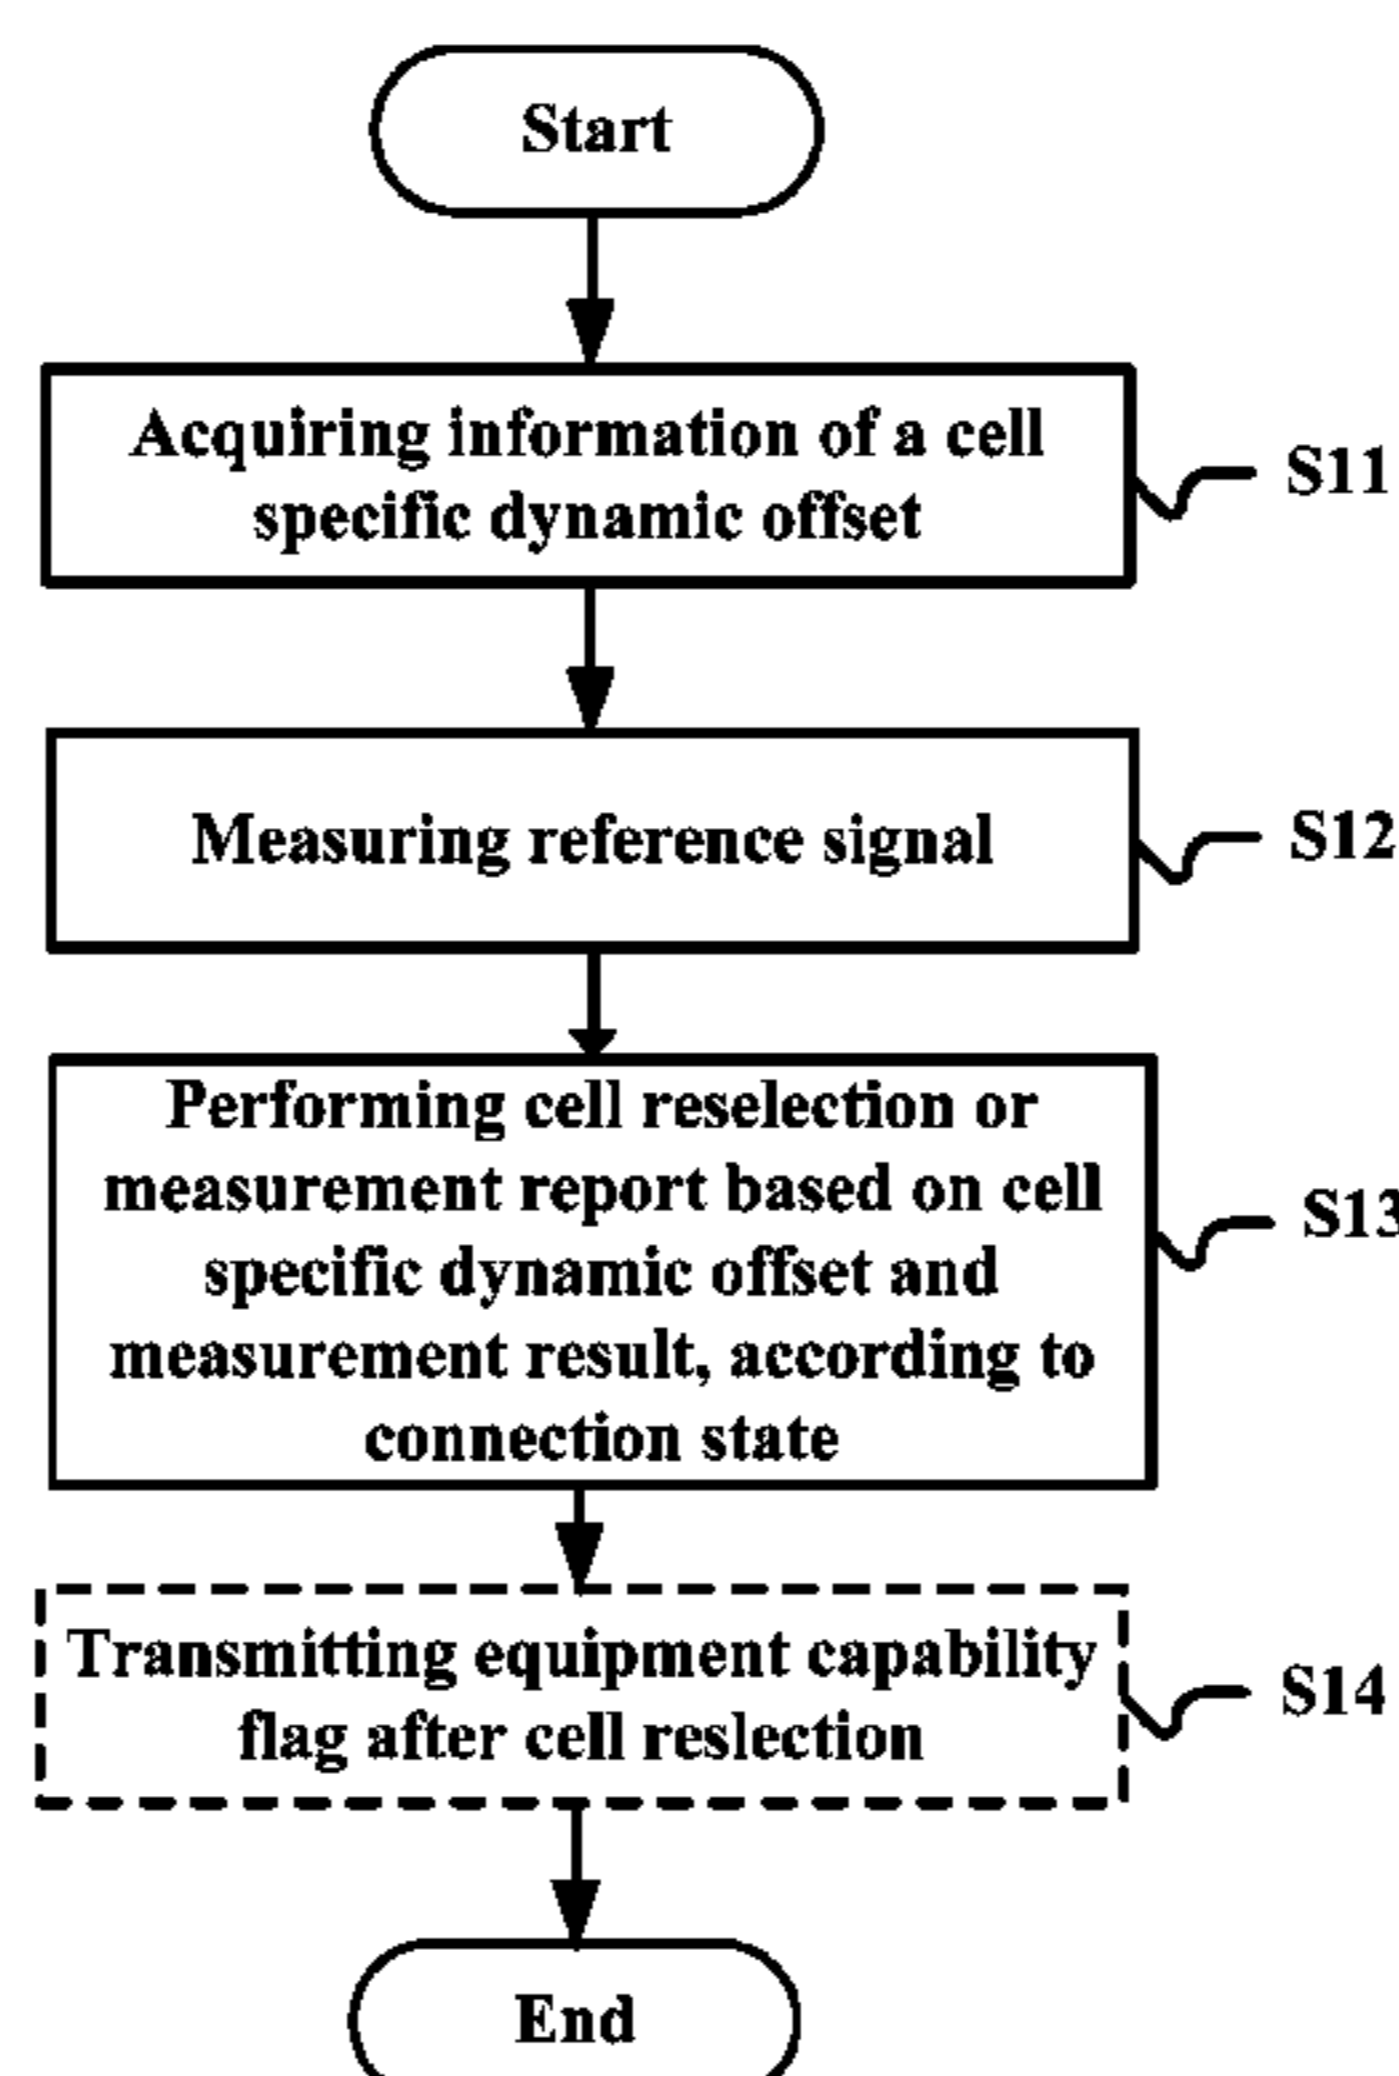 Start
Acquiring information of a cell
specific dynamic offset
S11
Measuring reference signal
S12
Performing cell reselection or
measurement report based on cell
specific dynamic offset and
measurement result, according to
connection state
S13
Transmitting equipment capability
flag after cell reslection
S14
End